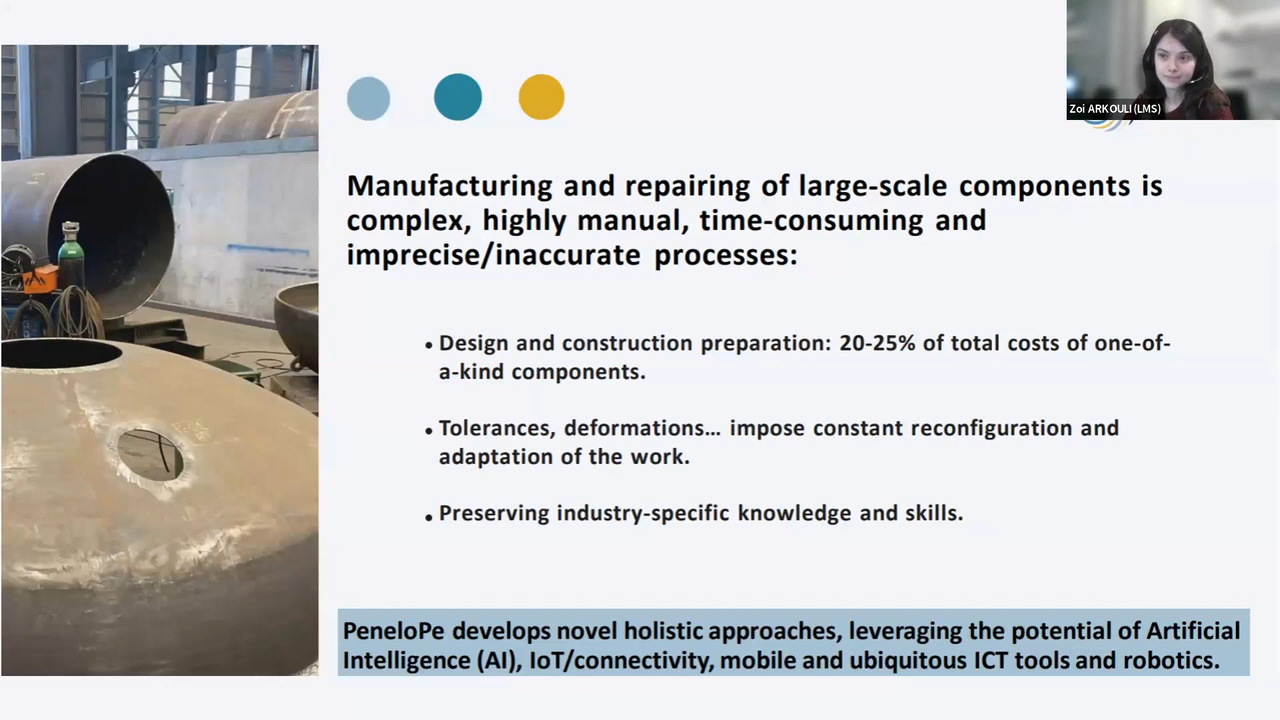 Zoi ARKOULI (LMS)
Manufacturing and repairing of large-scale components is
complex, highly manual, time-consuming and
imprecise/inaccurate processes:
• Design and construction preparation: 20-25% of total costs of one-of-
a-kind components.
• Tolerances, deformations… impose constant reconfiguration and
adaptation of the work.
• Preserving industry-specific knowledge and skills.
PeneloPe develops novel holistic approaches, leveraging the potential of Artificial
Intelligence (AI), IoT/connectivity, mobile and ubiquitous ICT tools and robotics.